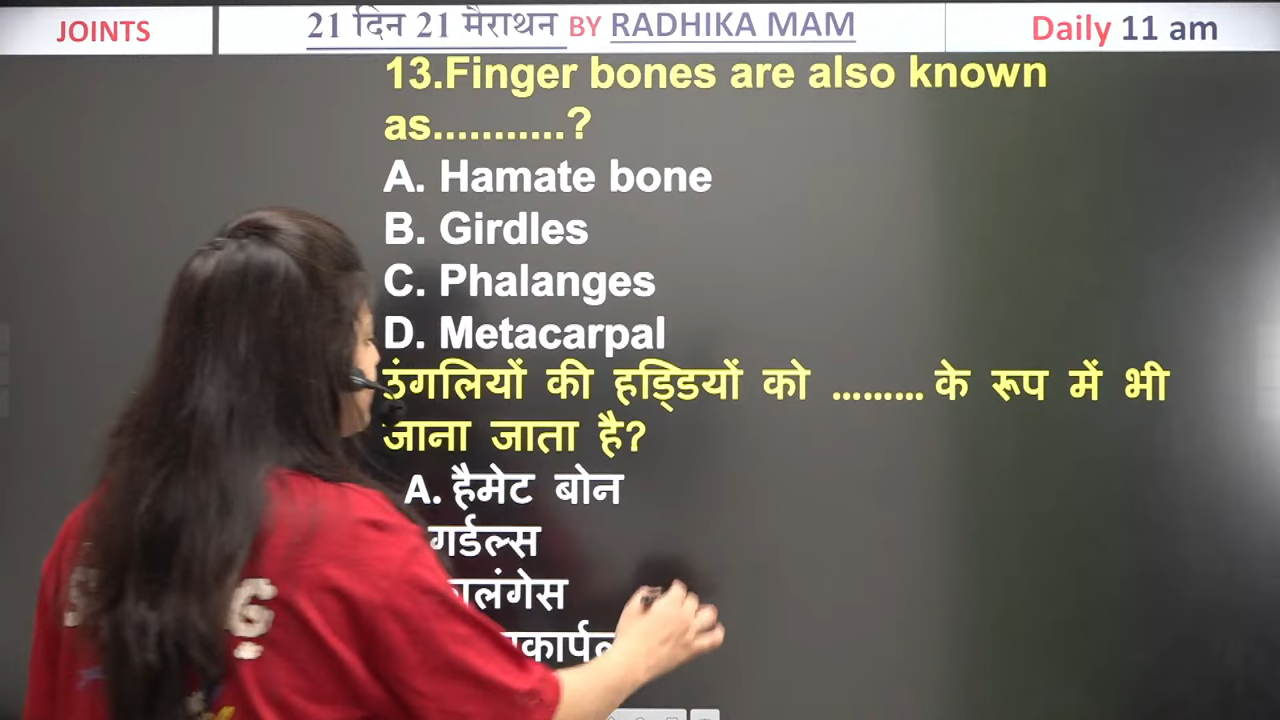 JOINTS
21 दिन 21 मैराथन BY RADHIKA MAM
Daily 11 am
13.Finger bones are also known
as...........?
A. Hamate bone
B. Girdles
C. Phalanges
D. Metacarpal
ठंगलियों की हड्डियों को ......... के रूप में भी
जाना जाता है?
A. हैमेट बोन
गर्डल्स